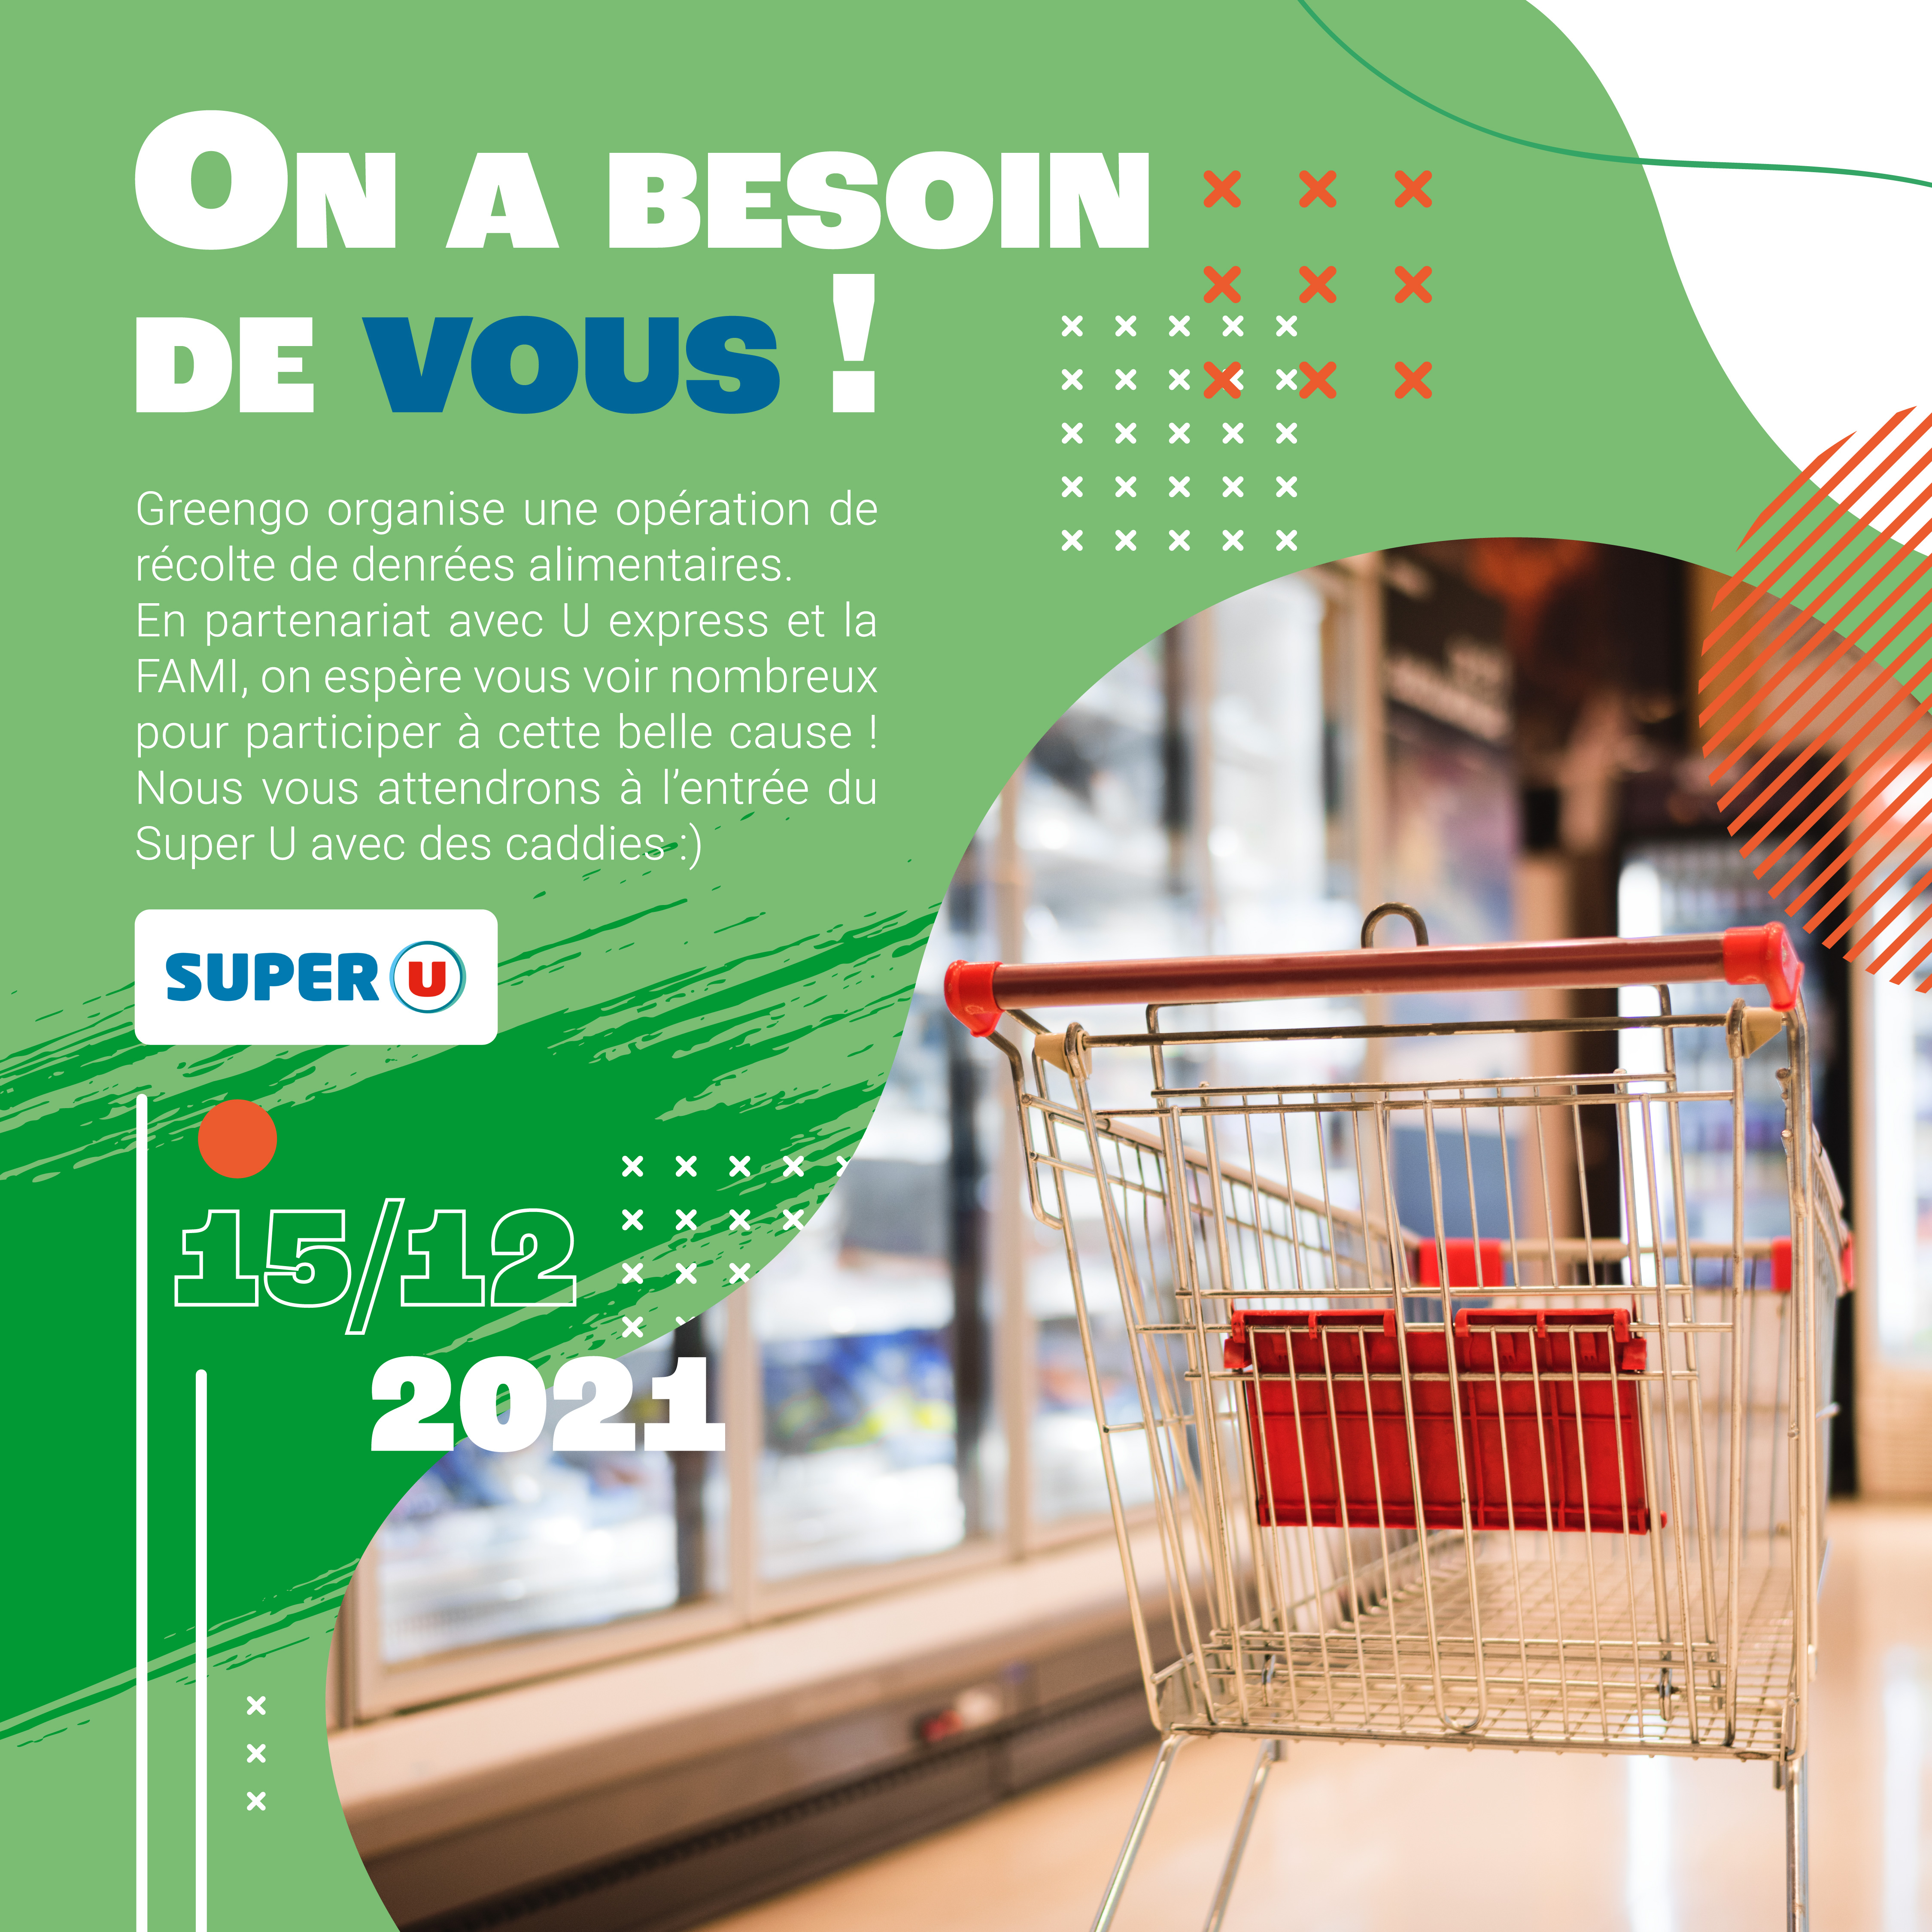 On a besoin
de vous !
Greengo organise une opération de
récolte de denrées alimentaires.
En partenariat avec U express et la
FAMI, on espère vous voir nombreux
pour participer à cette belle cause !
Nous vous attendrons à l’entrée du
Super U avec des caddies :)
SUPER U
15/12
2021